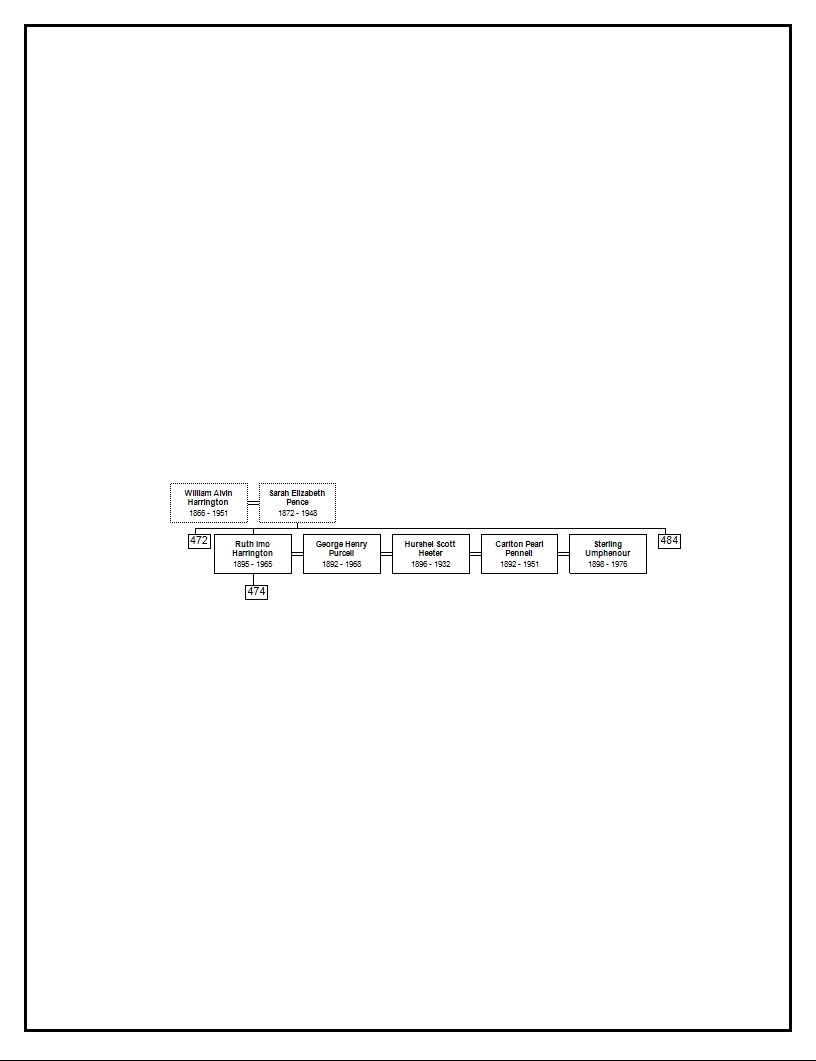 William Alvin
Harrington
1866 - 1951
Sarah Elizabeth
Pence
1872 - 1948
472
Ruth Imo
Harrington
1895 - 1965
George Henry
Purcell
1892 - 1968
Hurshel Scott
Heeter
1896 - 1932
Carlton Pearl
Pennell
1892 - 1951
Sterling
Umphenour
1898 - 1976
484
474